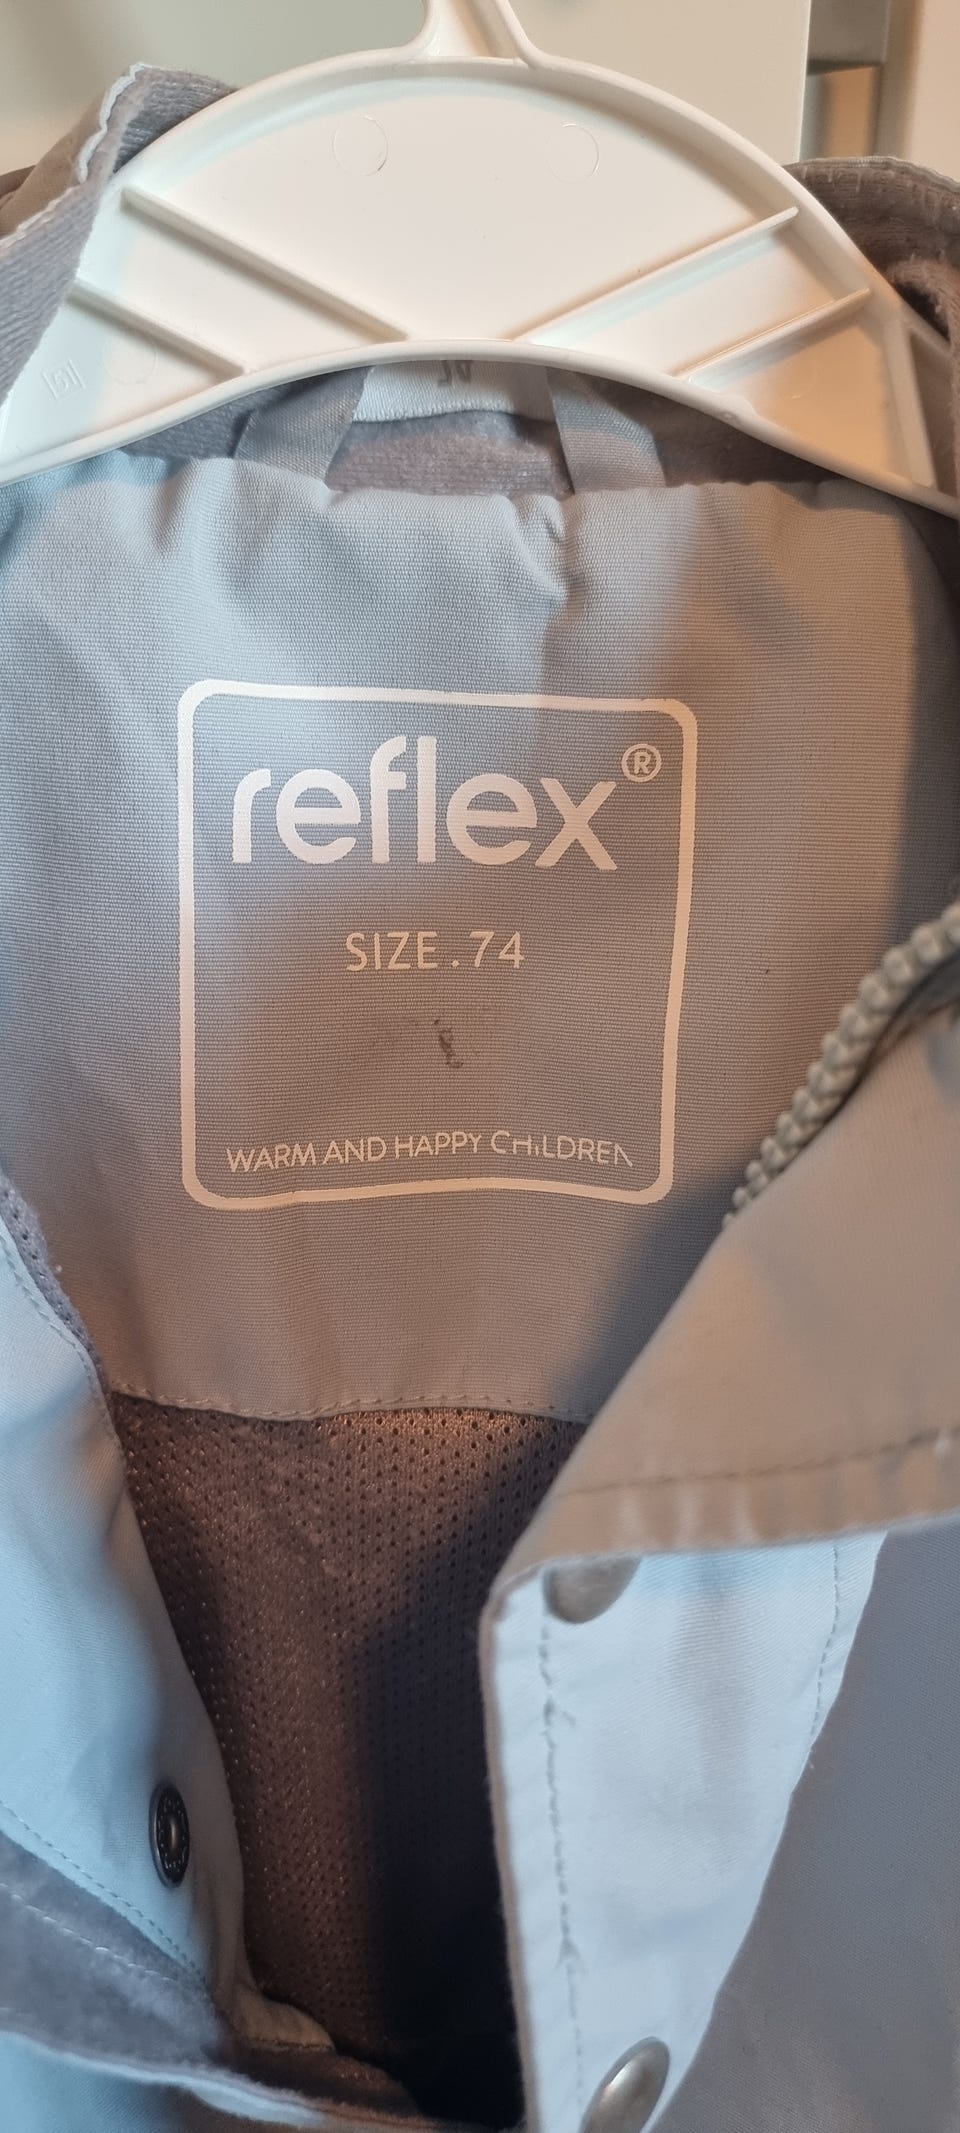 reflex®
SIZE.74
WARM AND HAPPY CHILDREN